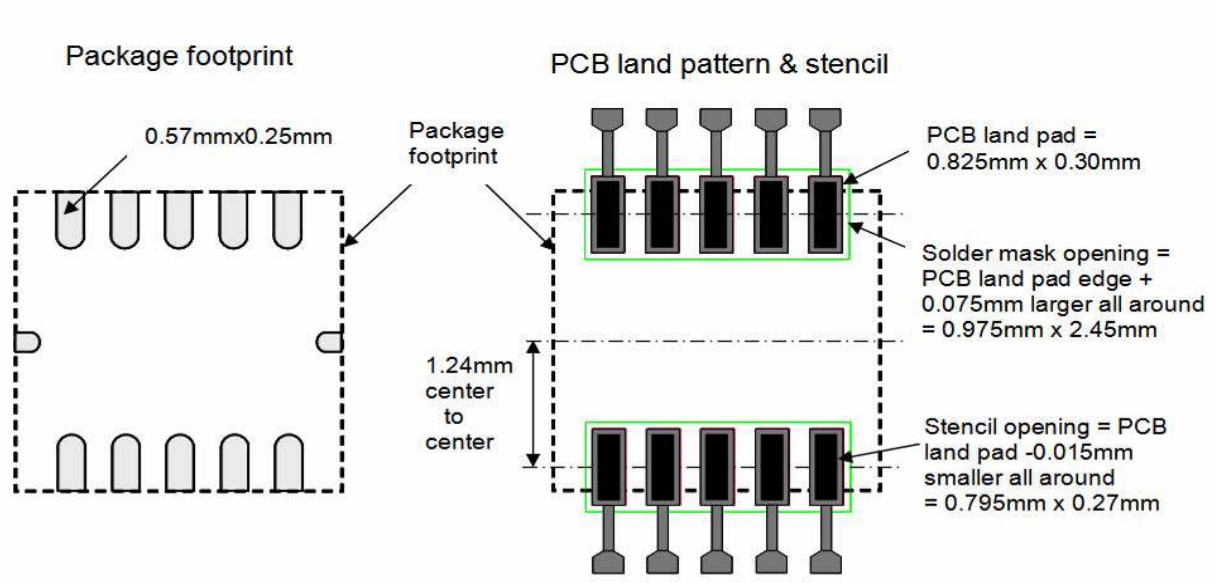 Package footprint
PCB land pattern & stencil
0.57mmx0.25mm
Package
footprint
PCB land pad =
0.825mm x 0.30mm
Solder mask opening =
PCB land pad edge +
0.075mm larger all around
= 0.975mm x 2.45mm
1.24mm
center
to
center
Stencil opening = PCB
land pad -0.015mm
smaller all around
= 0.795mm x 0.27mm